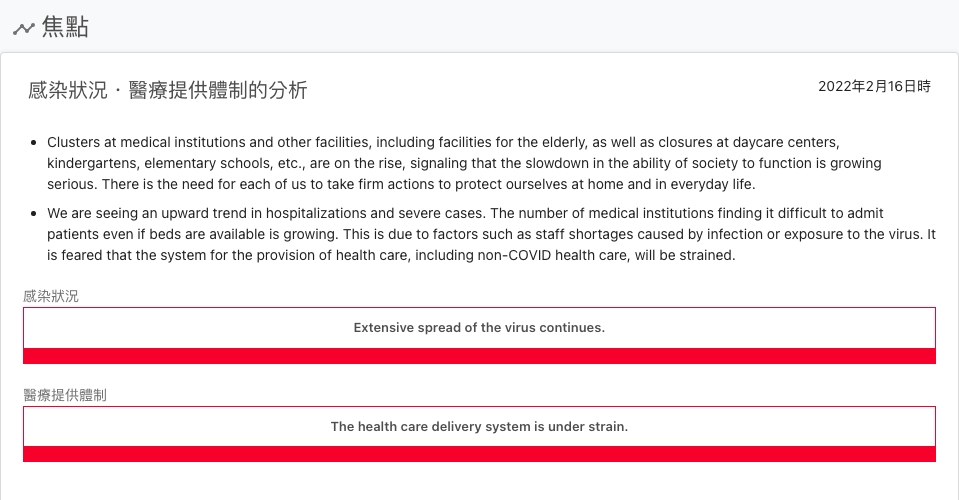 焦點
感染狀況・醫療提供體制的分析
2022年2月16日時
• Clusters at medical institutions and other facilities, including facilities for the elderly, as well as closures at daycare centers,
kindergartens, elementary schools, etc., are on the rise, signaling that the slowdown in the ability of society to function is growing
serious. There is the need for each of us to take firm actions to protect ourselves at home and in everyday life.
• We are seeing an upward trend in hospitalizations and severe cases. The number of medical institutions finding it difficult to admit
patients even if beds are available is growing. This is due to factors such as staff shortages caused by infection or exposure to the virus. It
is feared that the system for the provision of health care, including non-COVID health care, will be strained.
感染狀況
Extensive spread of the virus continues.
醫療提供體制
The health care delivery system is under strain.